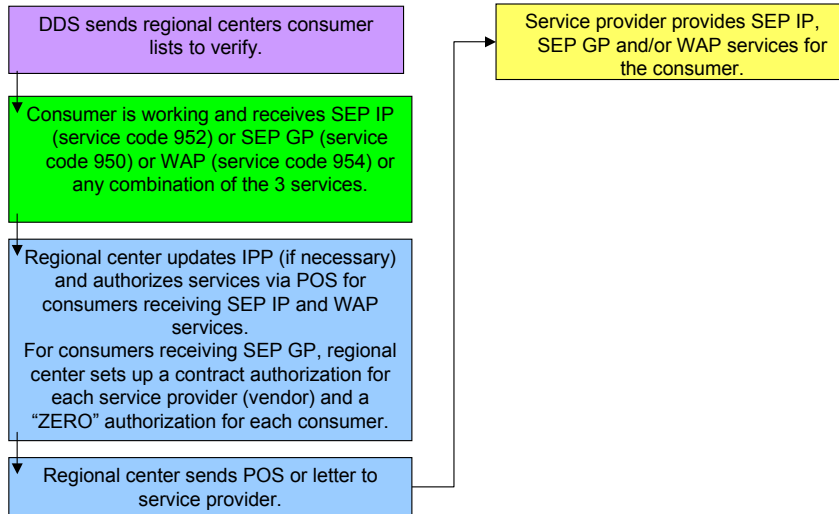 DDS sends regional centers consumer
lists to verify.
Consumer is working and receives SEP IP
(service code 952) or SEP GP (service
code 950) or WAP (service code 954) or
any combination of the 3 services.
Regional center updates IPP (if necessary)
and authorizes services via POS for
consumers receiving SEP IP and WAP
services.
For consumers receiving SEP GP, regional
center sets up a contract authorization for
each service provider (vendor) and a
“ZERO” authorization for each consumer.
Regional center sends POS or letter to
service provider.
Service provider provides SEP IP,
SEP GP and/or WAP services for
the consumer.